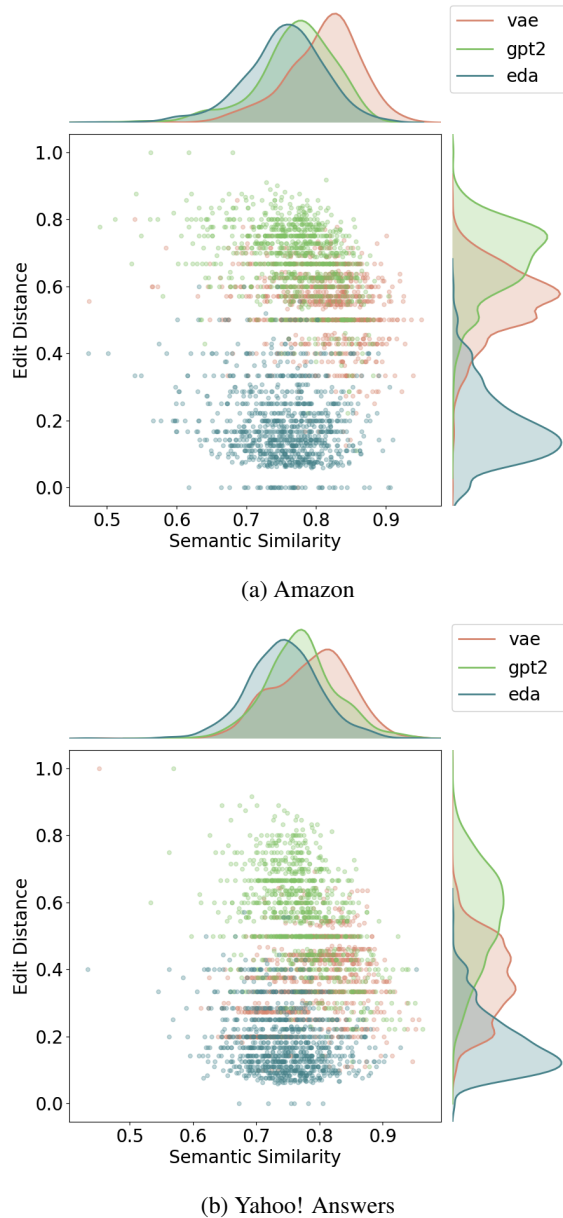 vae
gpt2
eda
1.0
0.8
0.6
0.4
0.2
0.0
Edit Distance
0.5 0.6 0.7 0.8 0.9
Semantic Similarity
(a) Amazon
vae
gpt2
eda
1.0
0.8
0.6
0.4
0.2
0.0
Edit Distance
0.5 0.6 0.7 0.8 0.9
Semantic Similarity
(b) Yahoo! Answers